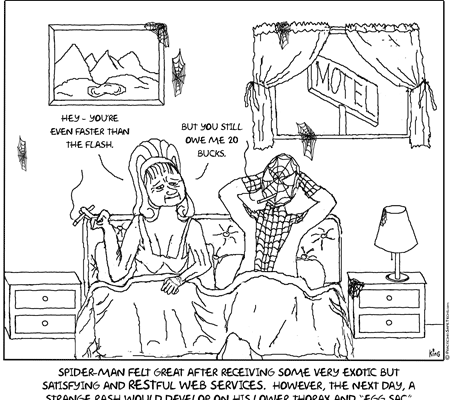 MOTEL
HEY - YOU'RE
EVEN FASTER THAN
THE FLASH.
BUT YOU STILL
OWE ME 20
BUCKS.
KING
SPIDER-MAN FELT GREAT AFTER RECEIVING SOME VERY EXOTIC BUT
SATISFYING AND RESTFUL WEB SERVICES. HOWEVER, THE NEXT DAY, A
STRANGE RASH WOULD DEVELOP ON HIS LOWER THORAX AND "EGG SAC"